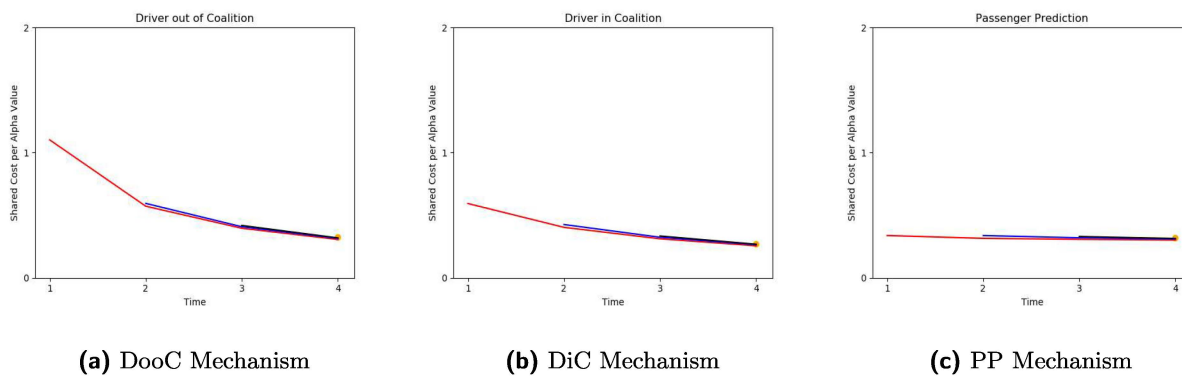 Driver out of Coalition
2
1
0
Shared Cost per Alpha Value
1 2 3 4
Time
(a) DooC Mechanism
Driver in Coalition
2
1
0
Shared Cost per Alpha Value
1 2 3 4
Time
(b) DiC Mechanism
Passenger Prediction
2
1
0
Shared Cost per Alpha Value
1 2 3 4
Time
(c) PP Mechanism